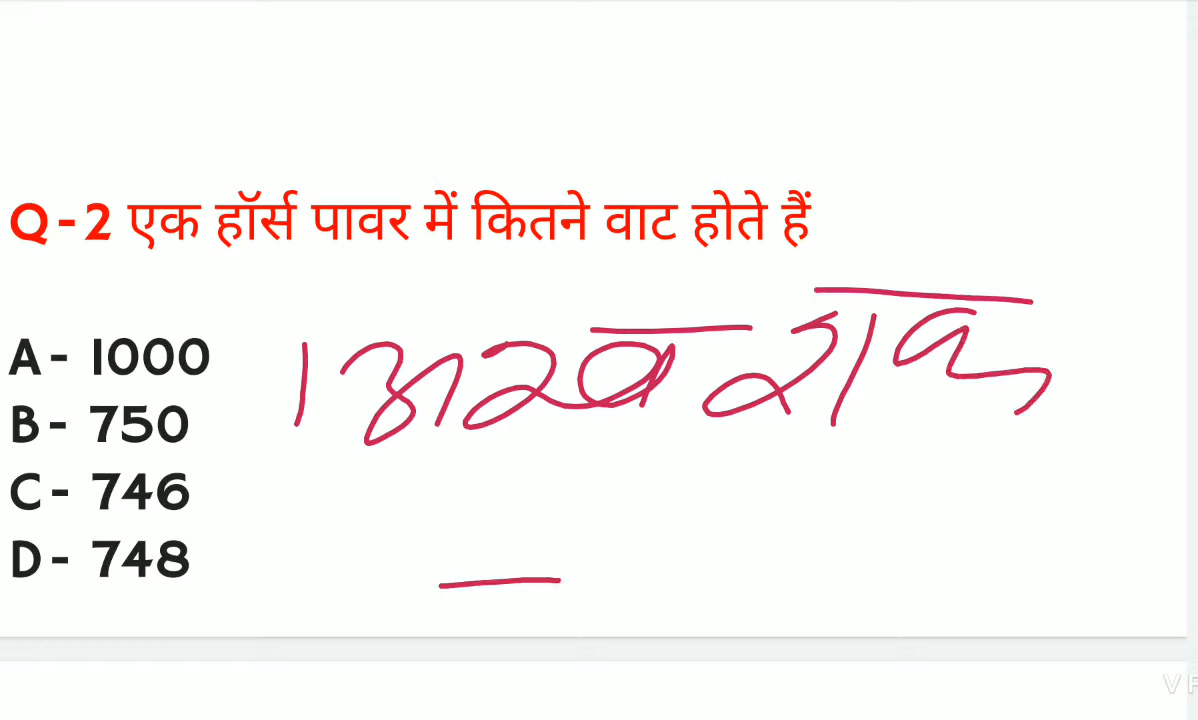 Q-2 एक हॉर्स पावर में कितने वाट होते हैं
A- 1000
B- 750
C- 746
D- 748